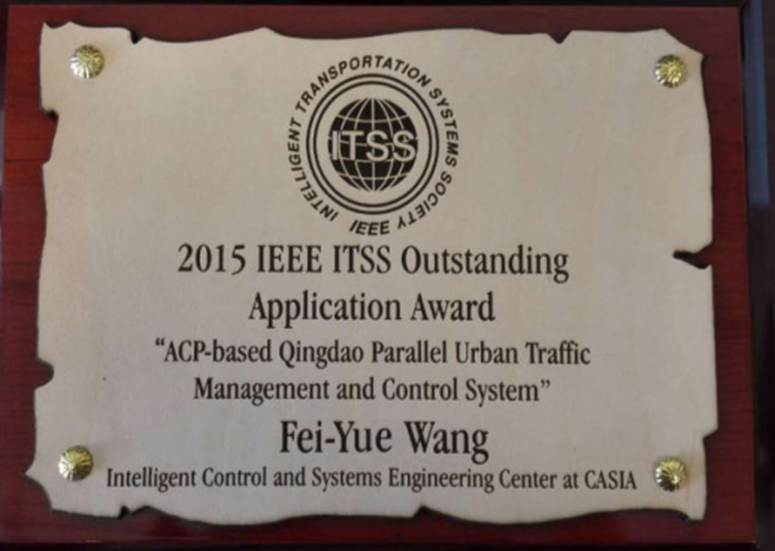 INTELLIGENT TRANSPORTATION SYSTEMS SOCIETY
ITSS
IEEE
2015 IEEE ITSS Outstanding
Application Award
“ACP-based Qingdao Parallel Urban Traffic
Management and Control System”
Fei-Yue Wang
Intelligent Control and Systems Engineering Center at CASIA